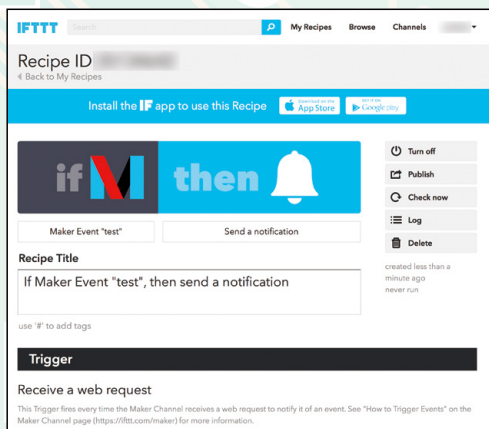 IFTTT Search My Recipes Browse Channels
Recipe ID
Back to My Recipes
Install the IF app to use this Recipe Download on the App Store GET IT ON Google play
if then
Maker Event "test" Send a notification
Turn off
Publish
Check now
Log
Delete
created less than a
minute ago
never run
Recipe Title
If Maker Event "test", then send a notification
use '#' to add tags
Trigger
Receive a web request
This Trigger fires every time the Maker Channel receives a web request to notify it of an event. See "How to Trigger Events" on the
Maker Channel page (https://ifttt.com/maker) for more information.